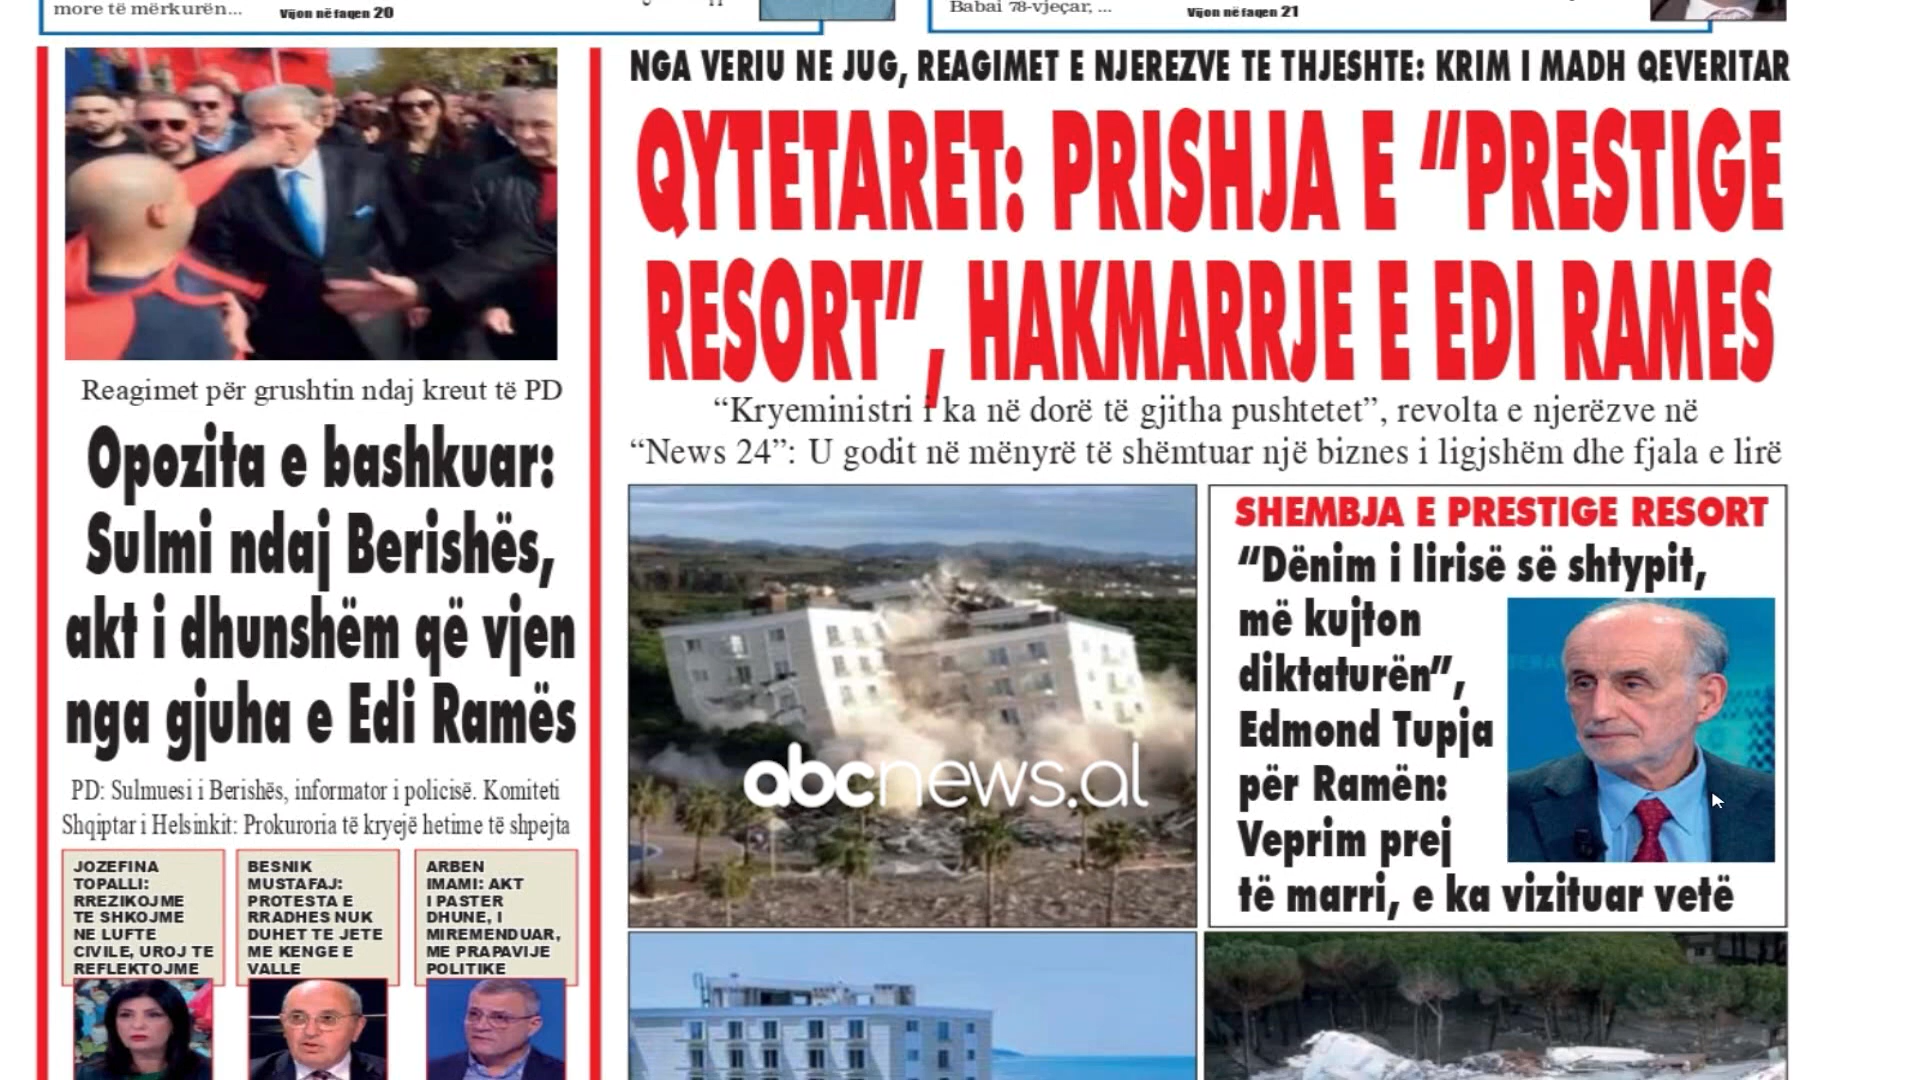 more të mërkurën...
Vijon në faqen 20
Babai 78-vjeçar, ...
Vijon në faqen 21
Reagimet për grushtin ndaj kreut të PD
Opozita e bashkuar:
Sulmi ndaj Berishës,
akt i dhunshëm që vjen
nga gjuha e Edi Ramës
PD: Sulmuesi i Berishës, informator i policisë. Komiteti
Shqiptar i Helsinkit: Prokuroria të kryejë hetime të shpejta
JOZEFINA
TOPALLI:
RREZIKOJME
TE SHKOJME
NE LUFTE
CIVILE, UROJ TE
REFLEKTOJME
BESNIK
MUSTAFAJ:
PROTESTA E
RRADHES NUK
DUHET TE JETE
ME KENGE E
VALLE
ARBEN
IMAMI: AKT
I PASTER
DHUNE, I
MIREMENDUAR,
ME PRAPAVIJE
POLITIKE
NGA VERIU NE JUG, REAGIMET E NJEREZVE TE THJESHTE: KRIM I MADH QEVERITAR
QYTETARET: PRISHJA E “PRESTIGE
RESORT”, HAKMARRJE E EDI RAMES
“Kryeministri i ka në dorë të gjitha pushtetet”, revolta e njerëzve në
“News 24”: U godit në mënyrë të shëmtuar një biznes i ligjshëm dhe fjala e lirë
abcnews.al
SHEMBJA E PRESTIGE RESORT
“Dënim i lirisë së shtypit,
më kujton
diktaturën”,
Edmond Tupja
për Ramën:
Veprim prej
të marri, e ka vizituar vetë